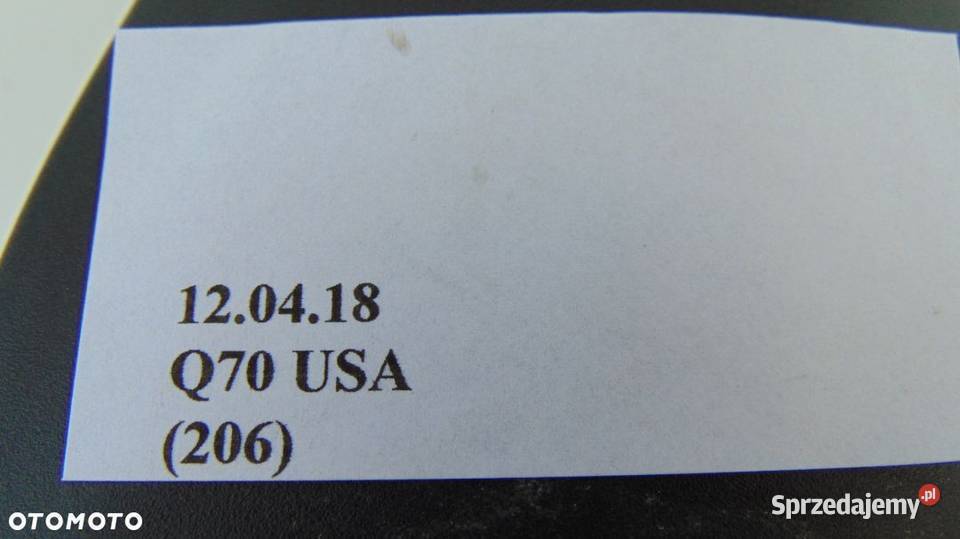 12.04.18
Q70 USA
(206)
OTOMOTO
Sprzedajemy.pl